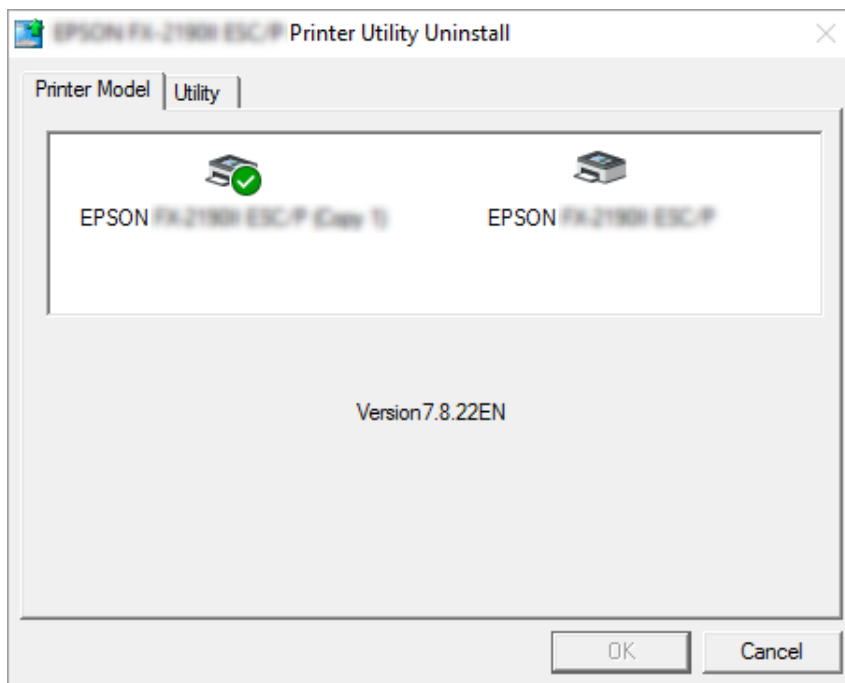 Printer Utility Uninstall
Printer Model
Utility
EPSON
EPSON
Version7.8.22EN
OK
Cancel